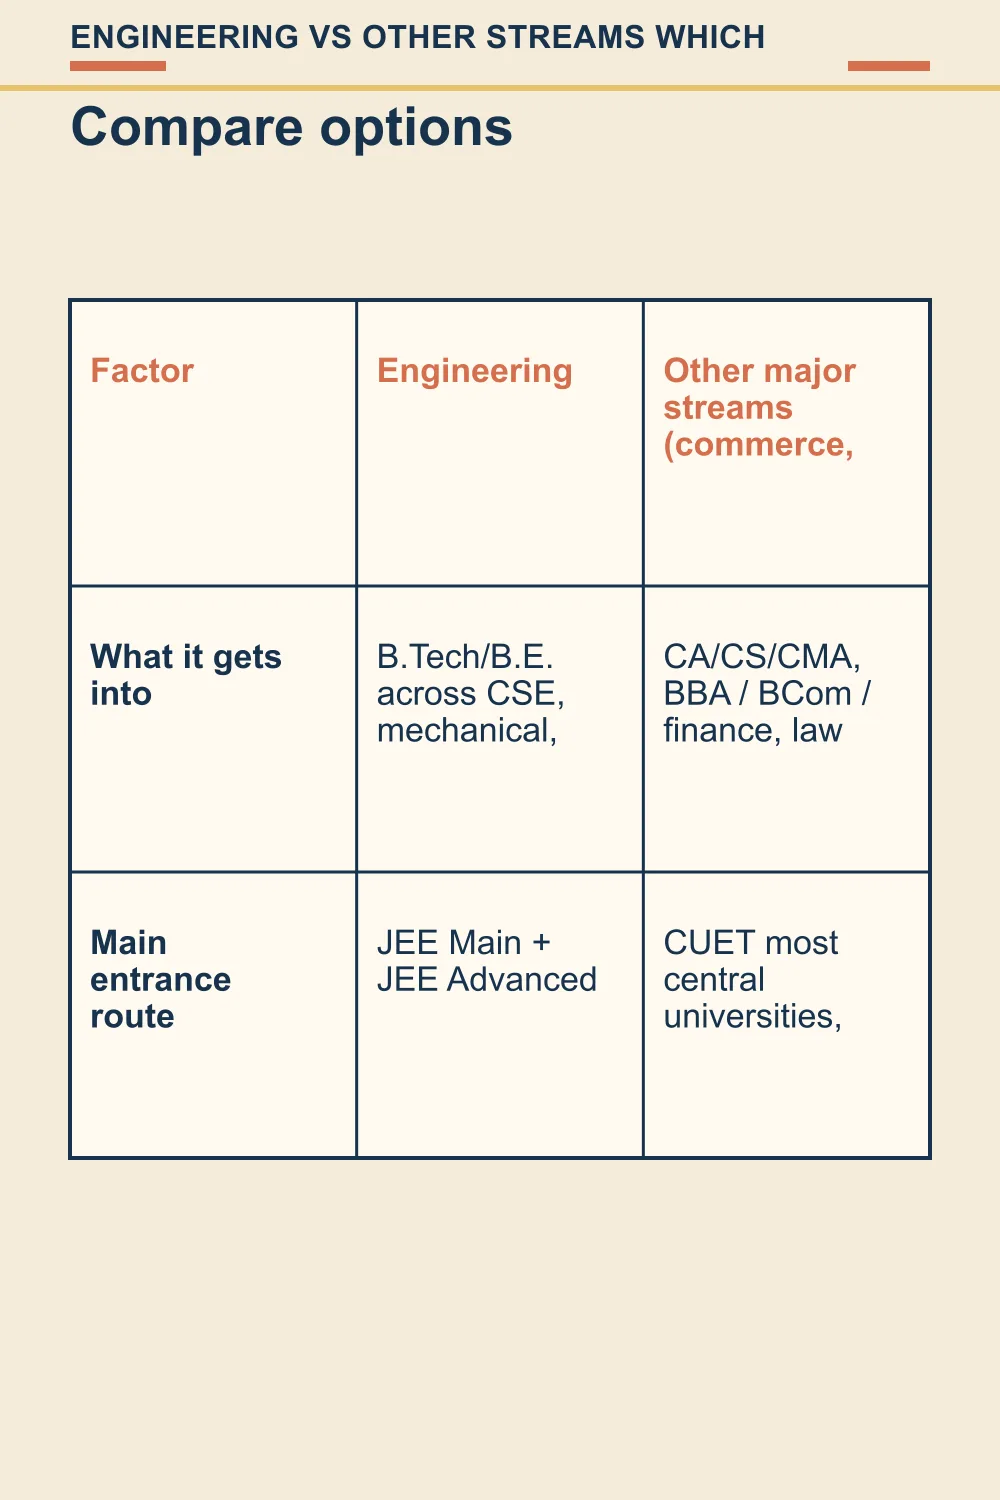 ENGINEERING VS OTHER STREAMS WHICH
Compare options
Factor
Engineering
Other major
streams
(commerce,
What it gets
into
B.Tech/B.E.
across CSE,
mechanical,
CA/CS/CMA,
BBA / BCom /
finance, law
Main
entrance
route
JEE Main +
JEE Advanced
CUET most
central
universities,